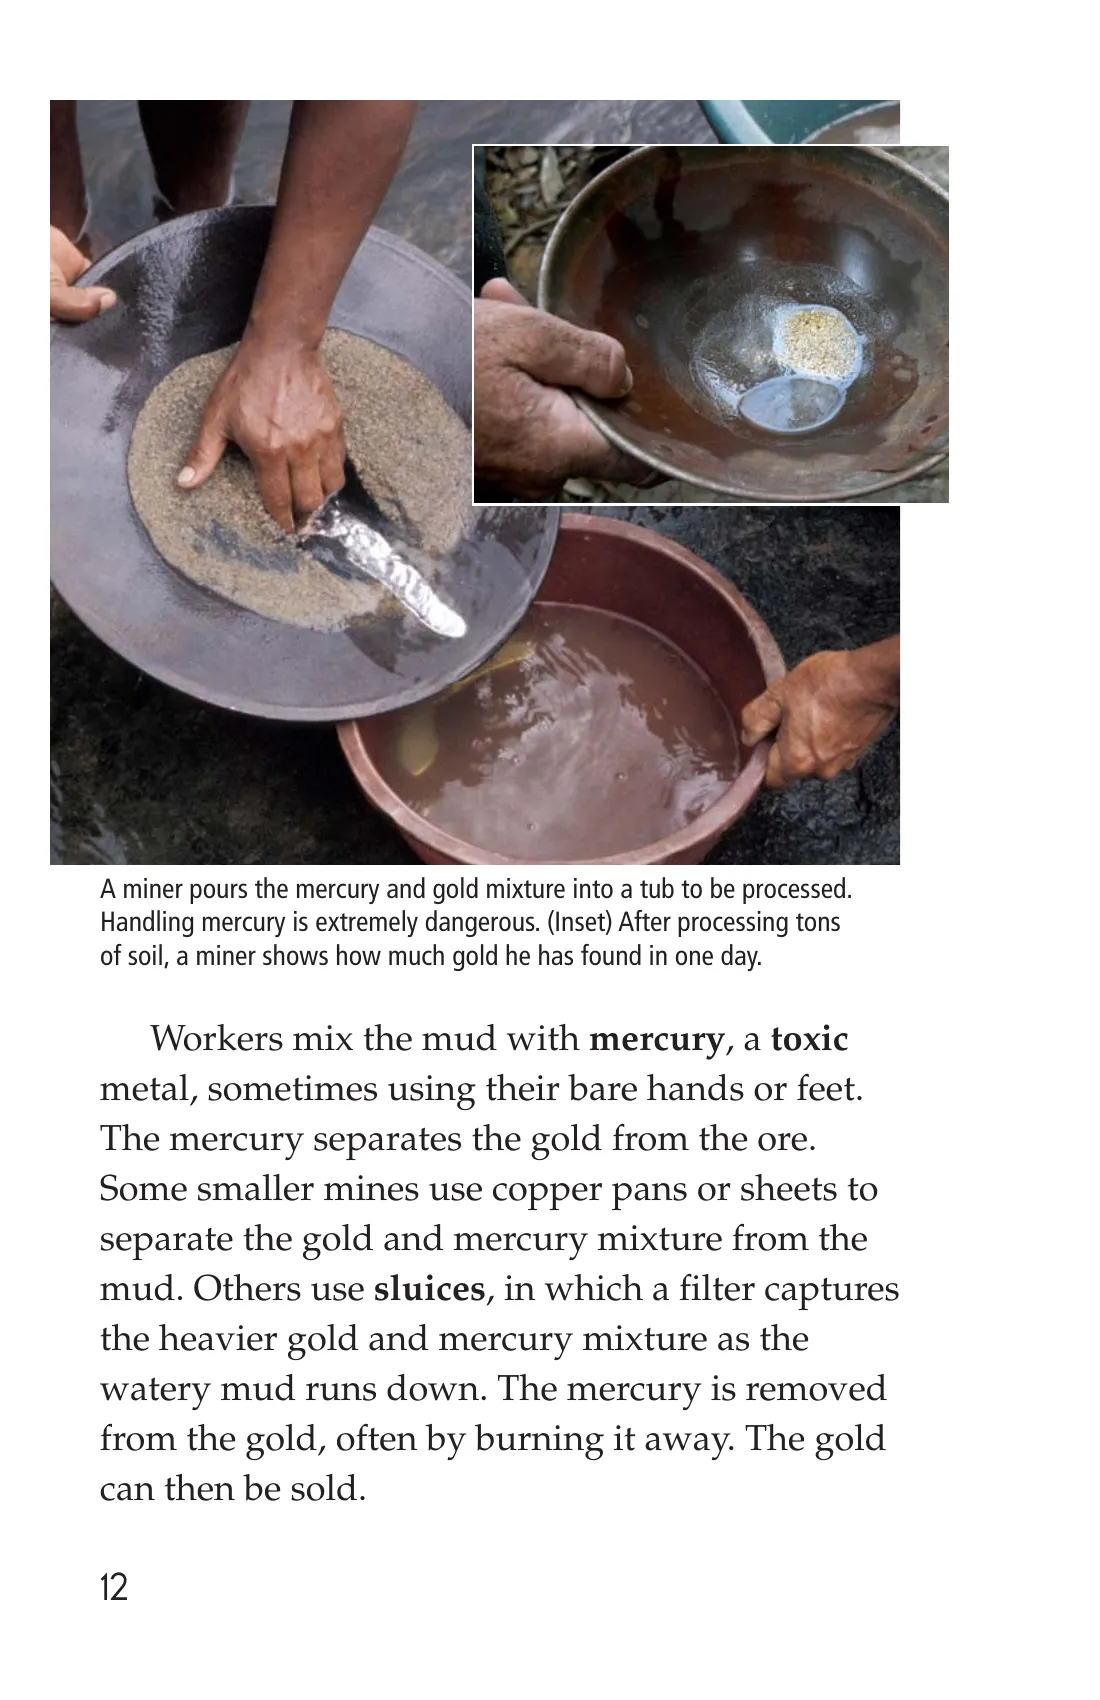 A miner pours the mercury and gold mixture into a tub to be processed.
Handling mercury is extremely dangerous. (Inset) After processing tons
of soil, a miner shows how much gold he has found in one day.
Workers mix the mud with mercury, a toxic
metal, sometimes using their bare hands or feet.
The mercury separates the gold from the ore.
Some smaller mines use copper pans or sheets to
separate the gold and mercury mixture from the
mud. Others use sluices, in which a filter captures
the heavier gold and mercury mixture as the
watery mud runs down. The mercury is removed
from the gold, often by burning it away. The gold
can then be sold.
12